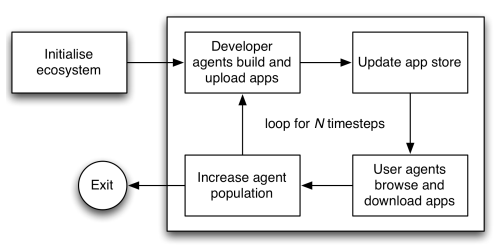 Initialise
ecosystem
Developer
agents build and
upload apps
Update app store
loop for N timesteps
Exit
Increase agent
population
User agents
browse and
download apps